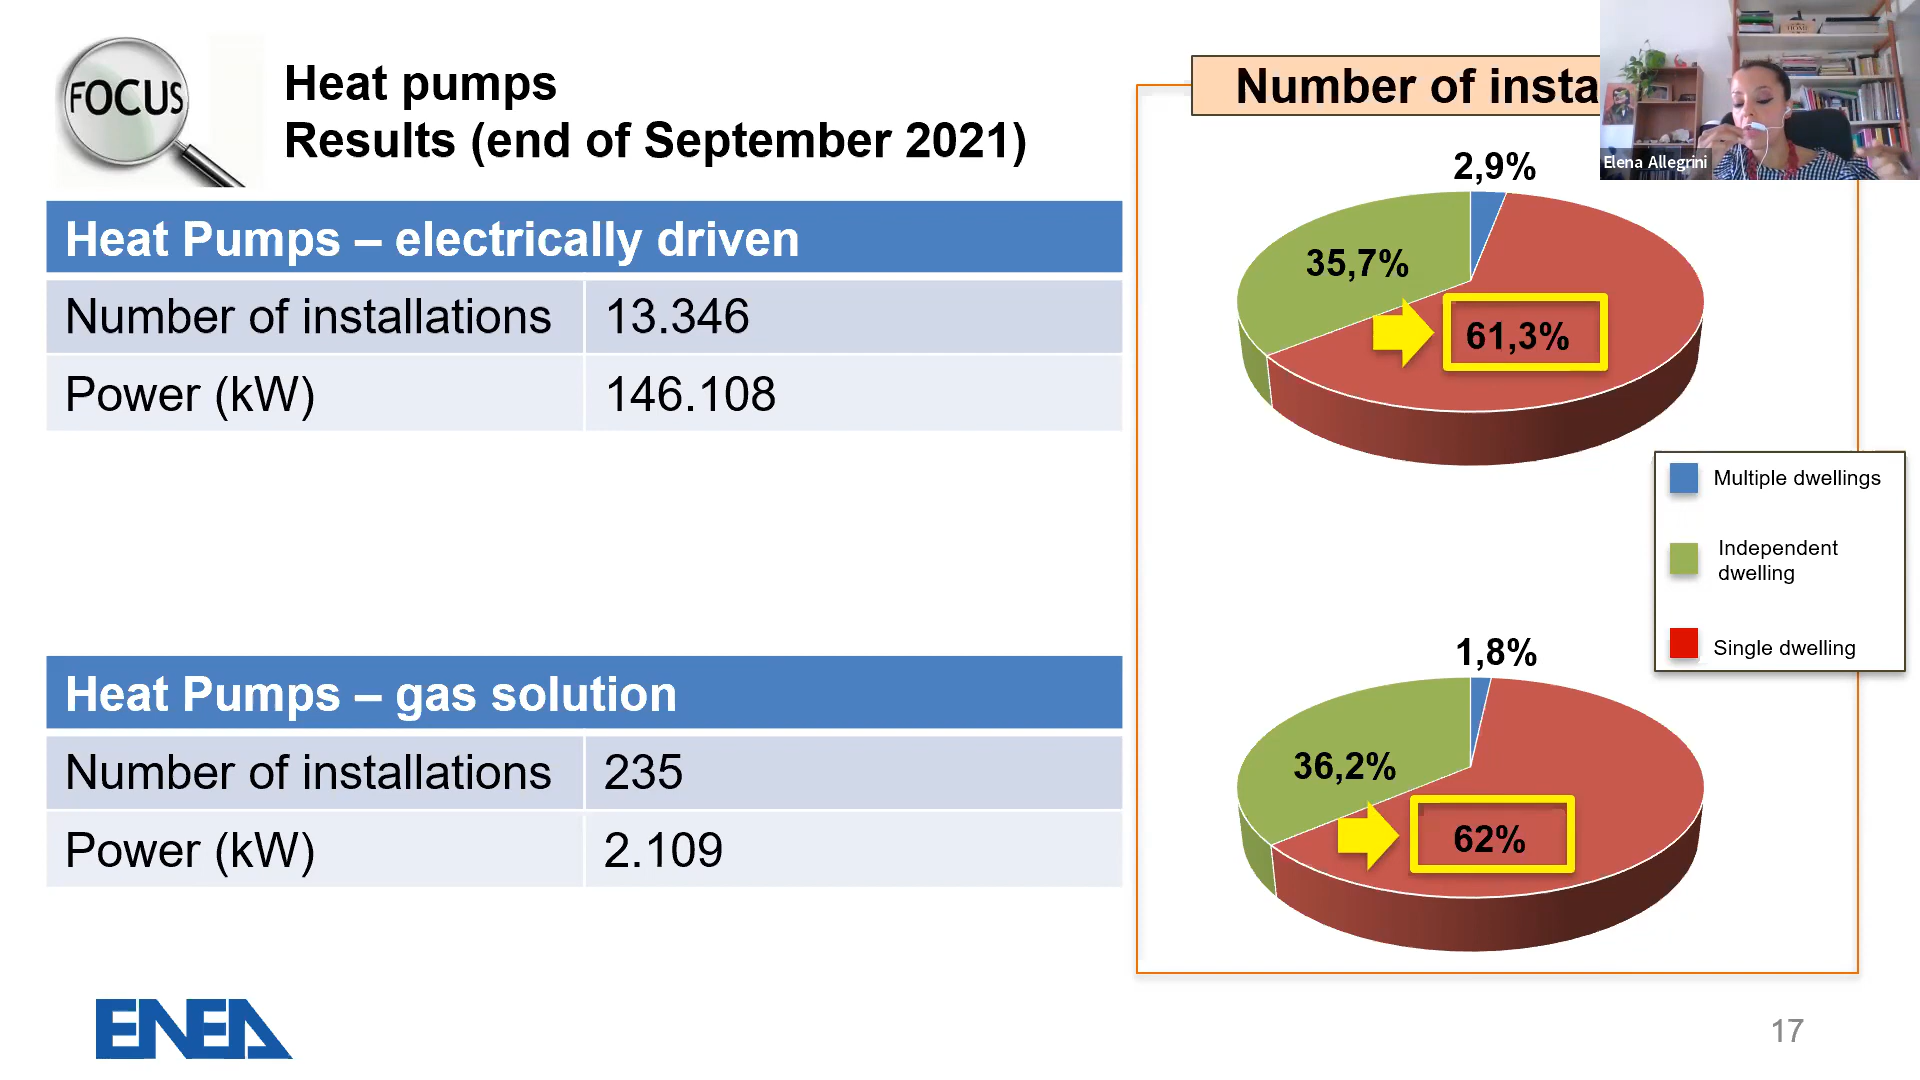 FOCUS
Heat pumps
Results (end of September 2021)
Heat Pumps – electrically driven
Number of installations 13.346
Power (kW) 146.108
Heat Pumps – gas solution
Number of installations 235
Power (kW) 2.109
Number of insta
2,9%
35,7%
61,3%
Multiple dwellings
Independent
dwelling
Single dwelling
1,8%
36,2%
62%
Elena Allegrini
ENEA
17